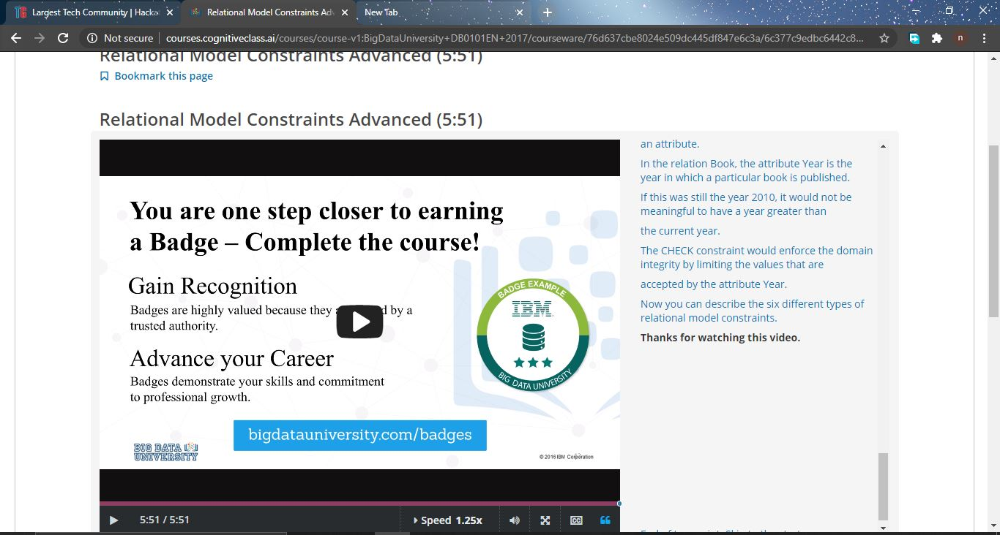 Largest Tech Community | Hacka
Relational Model Constraints Adv
New Tab
Not secure
courses.cognitiveclass.ai/courses/course-v1:BigDataUniversity+DB0101EN+2017/courseware/76d637cbe8024e509dc445df847e6c3a/6c377c9edbc6442c8...
n
Relational Model Constraints Advanced (5:51)
Bookmark this page
Relational Model Constraints Advanced (5:51)
You are one step closer to earning
a Badge – Complete the course!
Gain Recognition
Badges are highly valued because they a d by a
trusted authority.
Advance your Career
Badges demonstrate your skills and commitment
to professional growth.
BADGE EXAMPLE
IBM
BIG DATA UNIVERSITY
bigdatauniversity.com/badges
BIG DATA
UNIVERSITY
© 2016 IBM Corporation
an attribute.
In the relation Book, the attribute Year is the
year in which a particular book is published.
If this was still the year 2010, it would not be
meaningful to have a year greater than
the current year.
The CHECK constraint would enforce the domain
integrity by limiting the values that are
accepted by the attribute Year.
Now you can describe the six different types of
relational model constraints.
Thanks for watching this video.
5:51 / 5:51
Speed 1.25x
CC